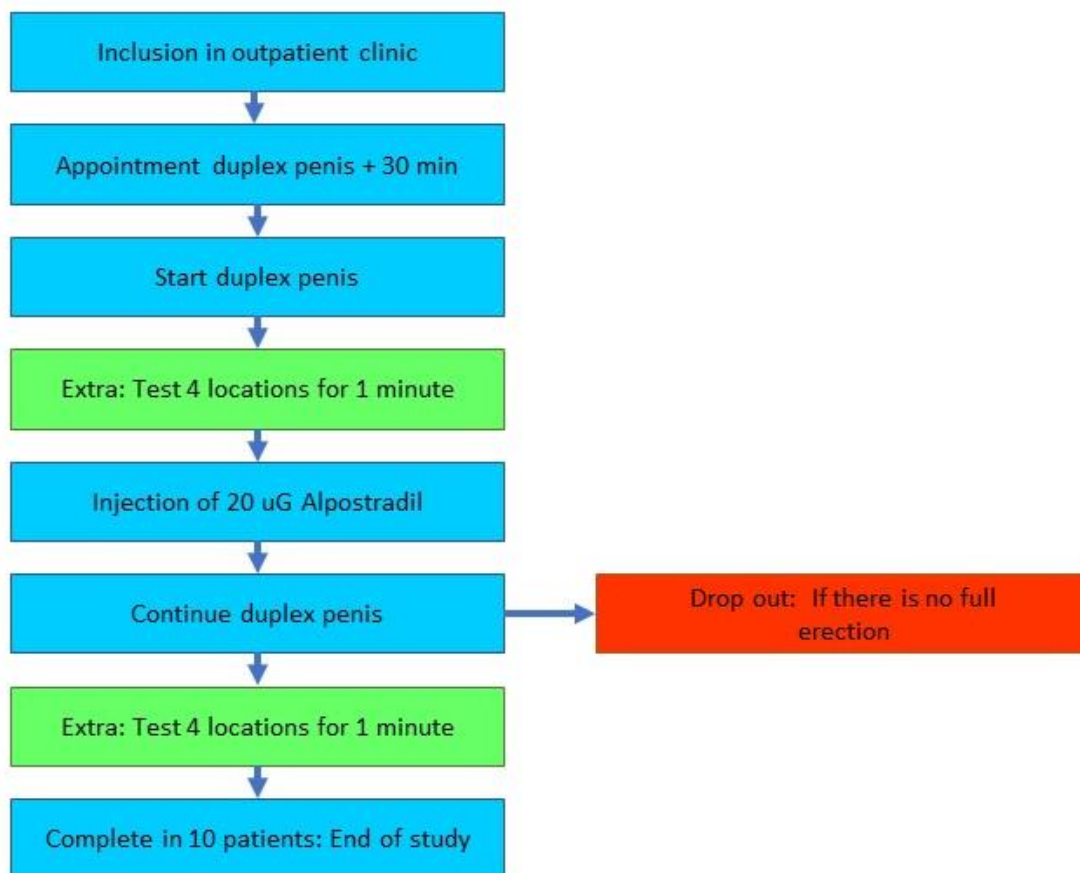 Inclusion in outpatient clinic
Appointment duplex penis + 30 min
Start duplex penis
Extra: Test 4 locations for 1 minute
Injection of 20 uG Alpostradil
Continue duplex penis
Drop out: If there is no full
erection
Extra: Test 4 locations for 1 minute
Complete in 10 patients: End of study